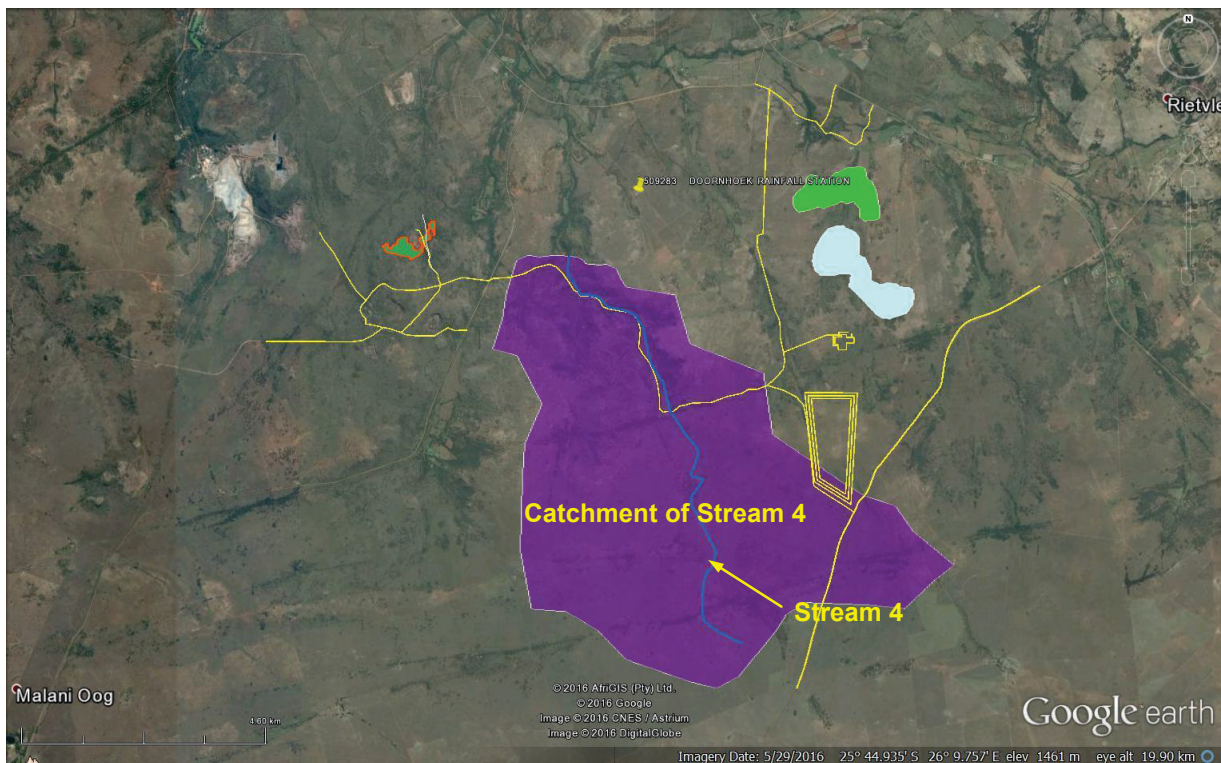 N
Rietvle
509283 DOORNHOEK RAINFALL STATION
Catchment of Stream 4
Stream 4
Malani Oog
4.60 km
© 2016 AfriGIS (Pty) Ltd.
© 2016 Google
Image © 2016 CNES / Astrium
Image © 2016 DigitalGlobe
Google earth
Imagery Date: 5/29/2016 25° 44.935' S 26° 9.757' E elev 1461 m eye alt 19.90 km